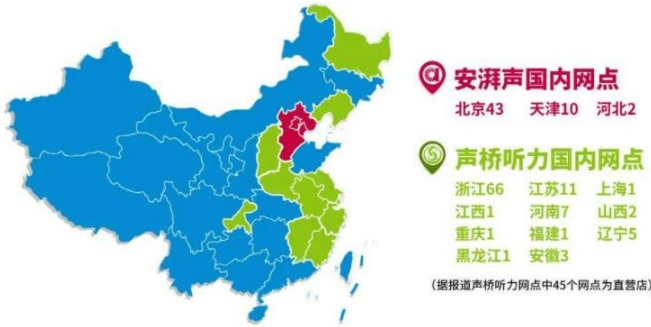 安湃声国内网点
北京43 天津10 河北2
声桥听力国内网点
浙江66 江苏11 上海1
江西1 河南7 山西2
重庆1 福建1 辽宁5
黑龙江1 安徽3
(据报道声桥听力网点中45个网点为直营店)